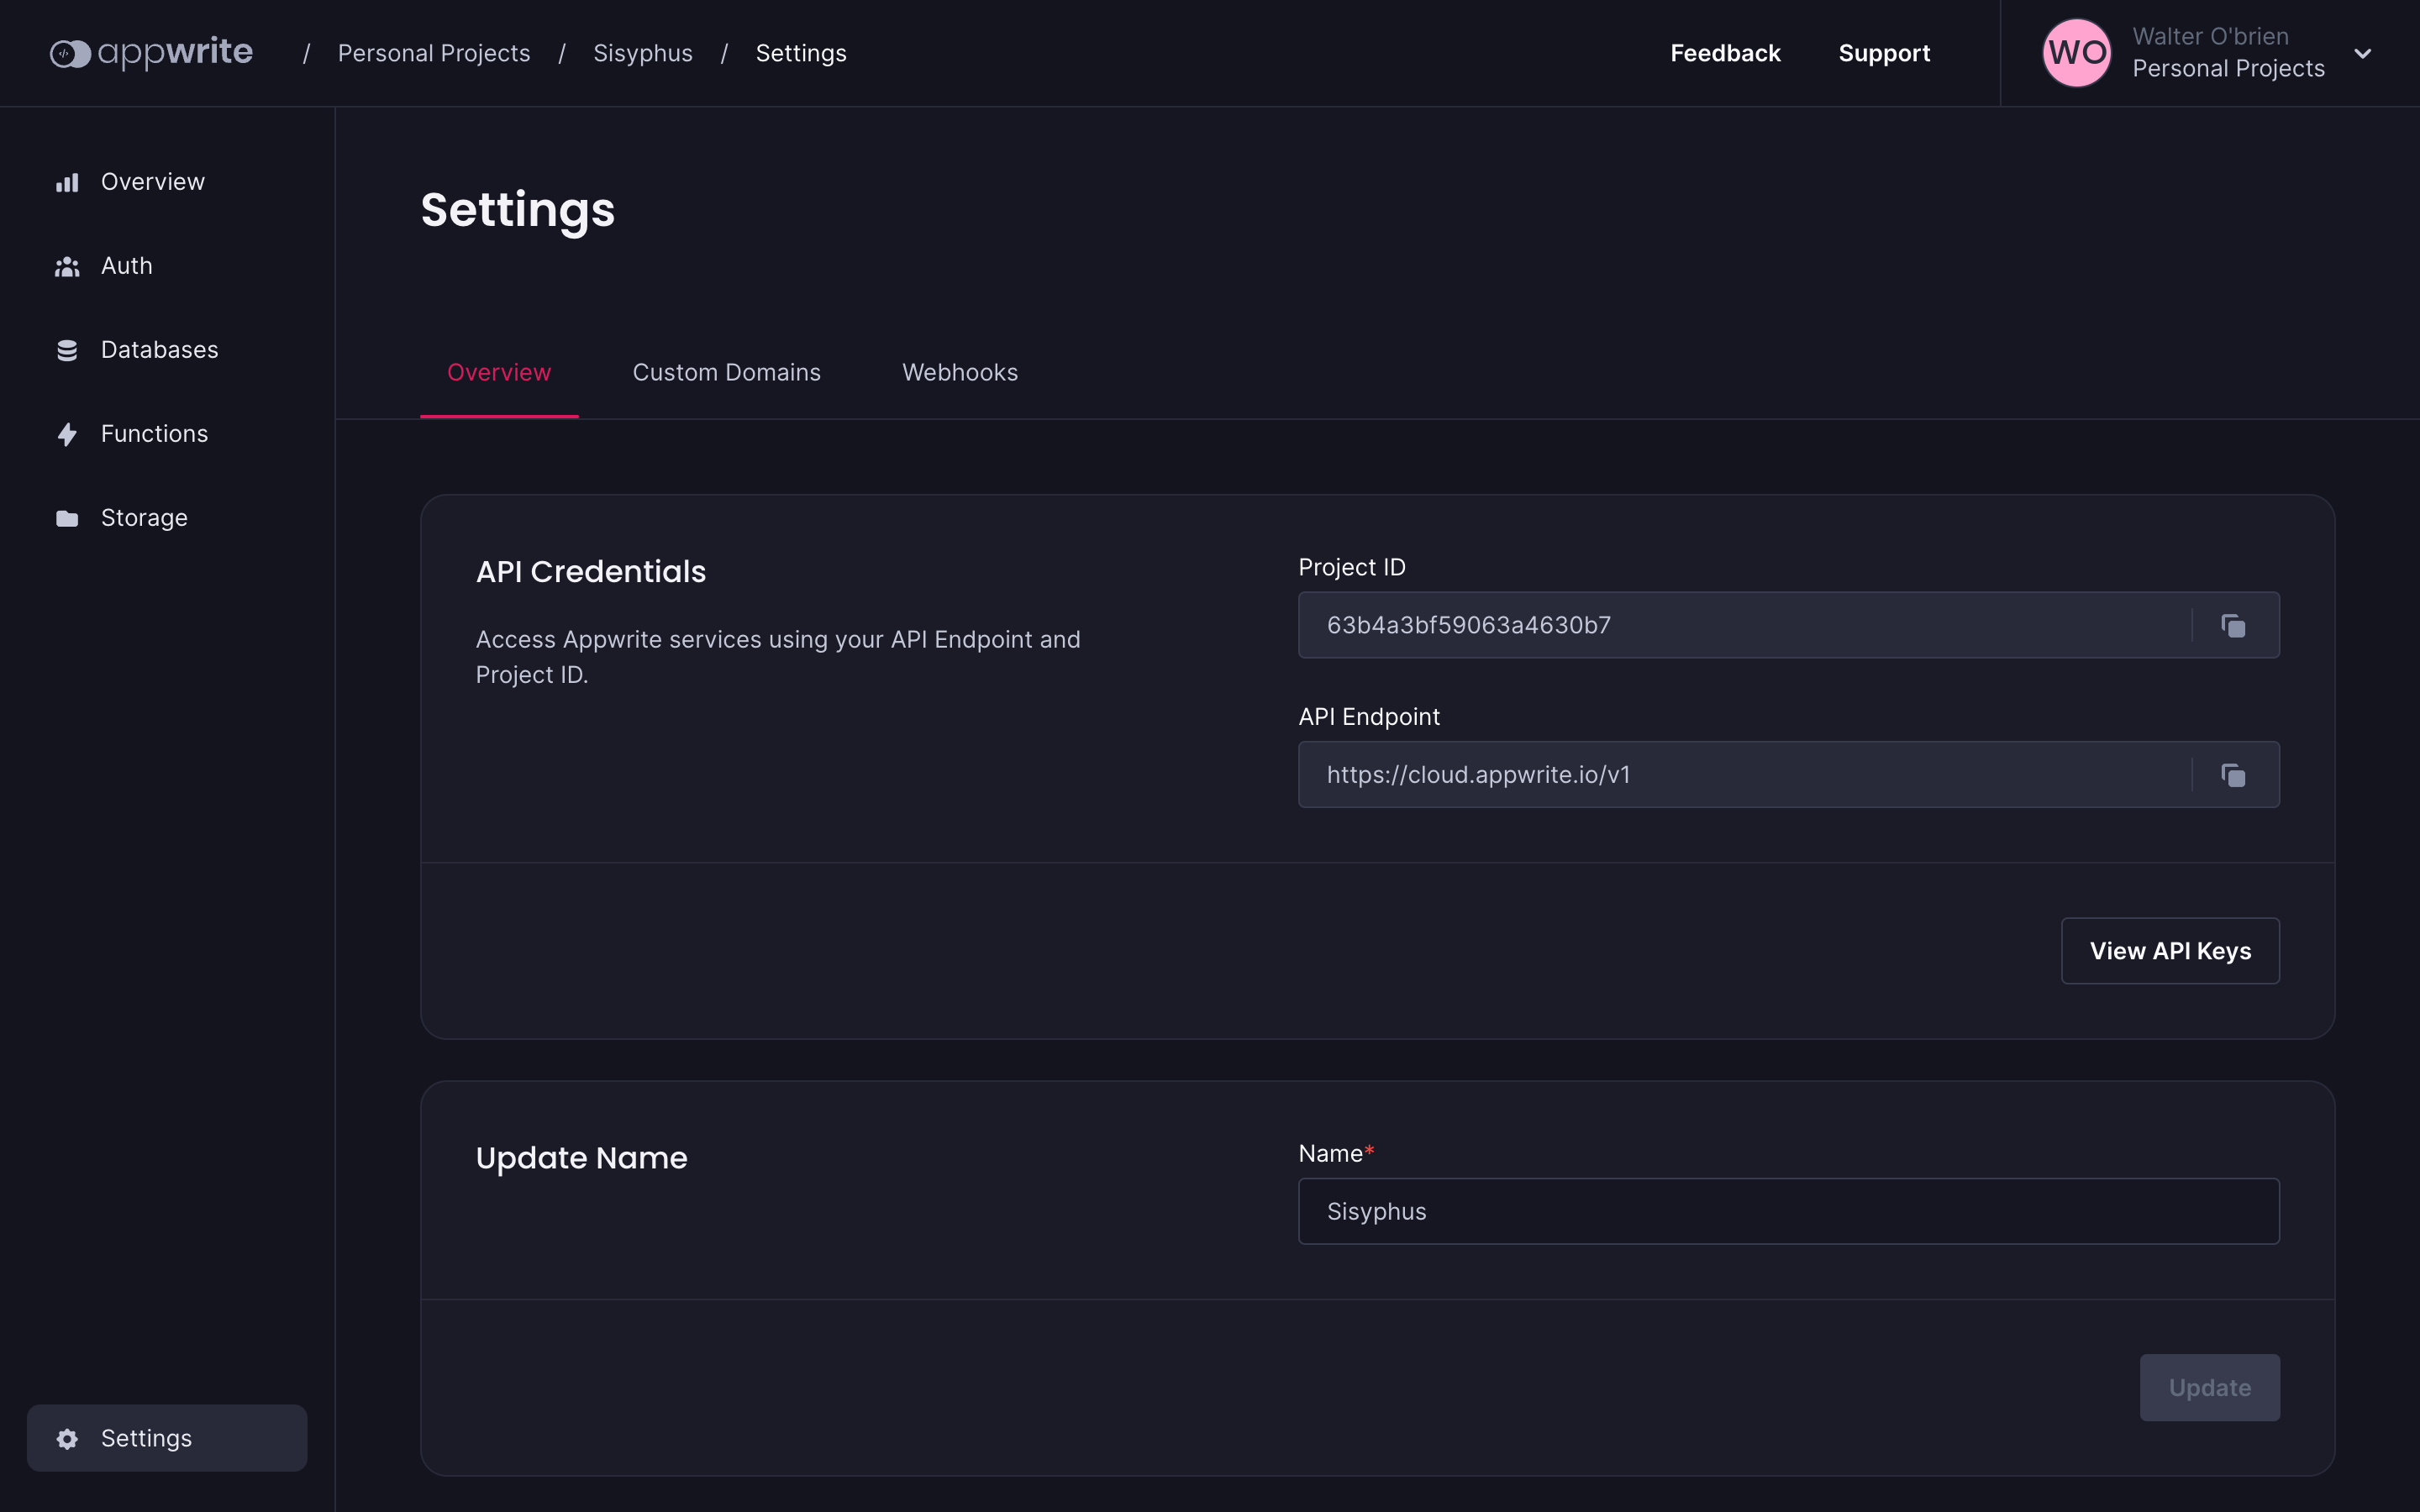 appwrite / Personal Projects / Sisyphus / Settings
Feedback
Support
WO
Walter O'brien
Personal Projects
Overview
Auth
Databases
Functions
Storage
Settings
Settings
Overview
Custom Domains
Webhooks
API Credentials
Access Appwrite services using your API Endpoint and
Project ID.
Project ID
63b4a3bf59063a4630b7
API Endpoint
https://cloud.appwrite.io/v1
View API Keys
Update Name
Name*
Sisyphus
Update